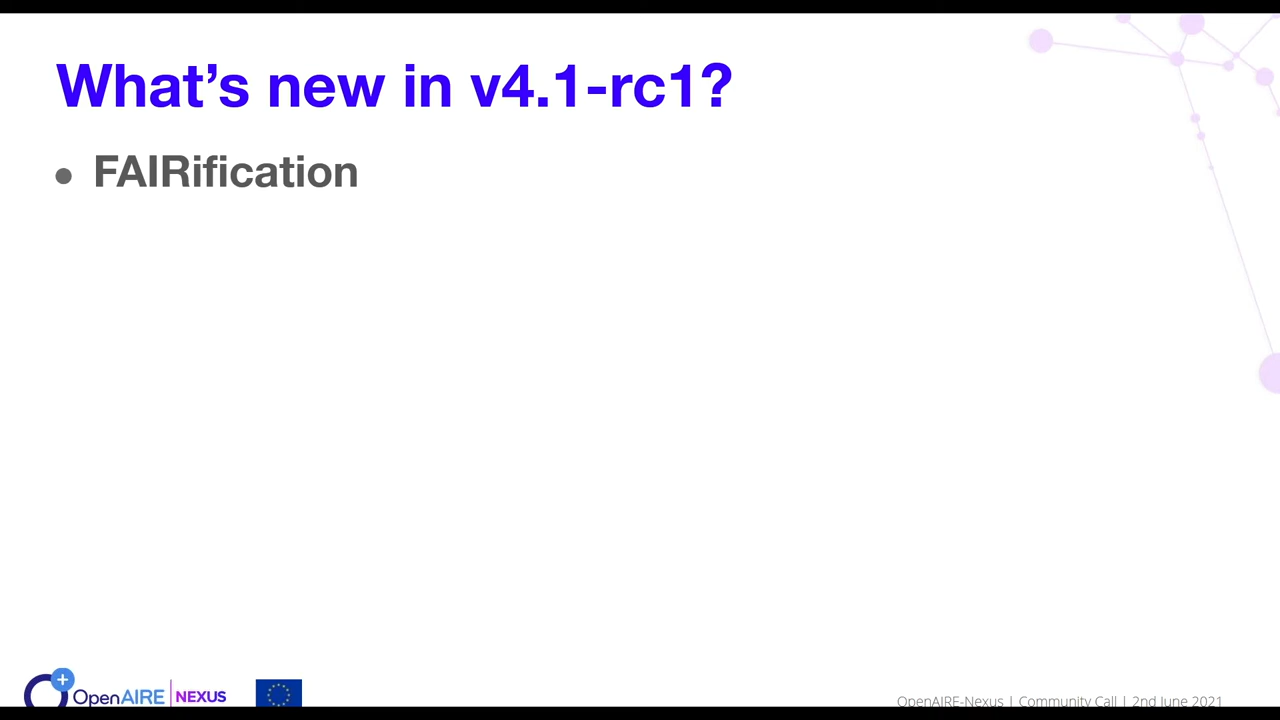 What's new in v4.1-rc1?
● FAIRification
OpenAIRE | NEXUS
OpenAIRE-Nexus | Community Call | 2nd June 2021